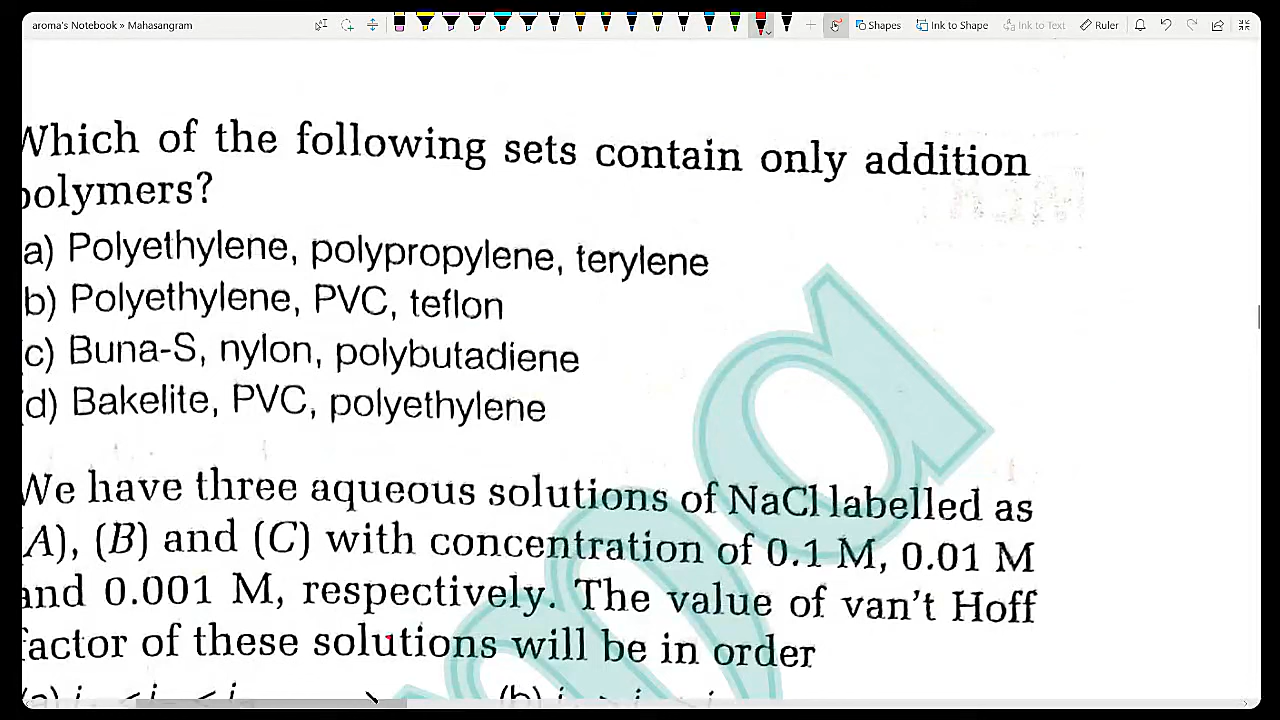 aroma's Notebook » Mahasangram
Shapes Ink to Shape Ink to Text Ruler
Which of the following sets contain only addition
polymers?
a) Polyethylene, polypropylene, terylene
b) Polyethylene, PVC, teflon
c) Buna-S, nylon, polybutadiene
(d) Bakelite, PVC, polyethylene
We have three aqueous solutions of NaCl labelled as
(A), (B) and (C) with concentration of 0.1 M, 0.01 M
and 0.001 M, respectively. The value of van't Hoff
factor of these solutions will be in order
(a) i < i < i (b) i > i > i